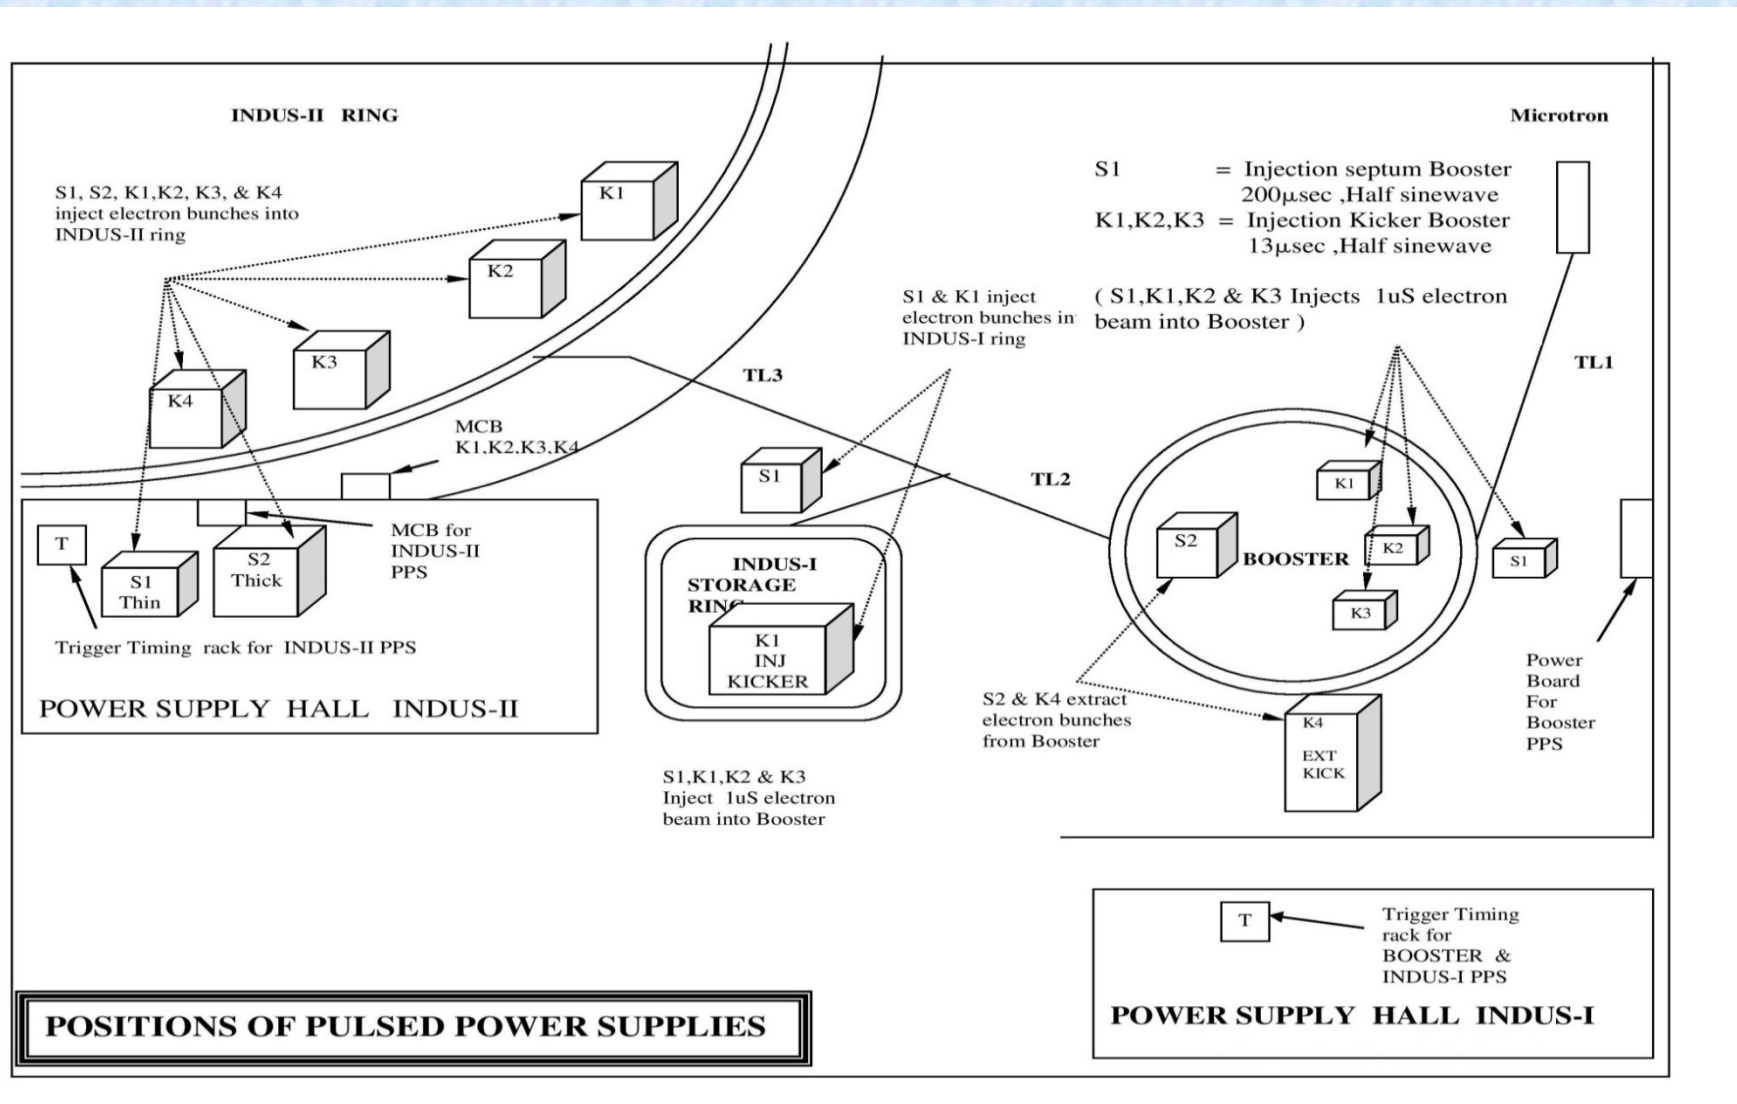 INDUS-II RING
Microtron
S1, S2, K1,K2, K3, & K4
inject electron bunches into
INDUS-II ring
K1
K2
K3
K4
S1 = Injection septum Booster
200μsec ,Half sinewave
K1,K2,K3 = Injection Kicker Booster
13μsec ,Half sinewave
( S1,K1,K2 & K3 Injects 1uS electron
beam into Booster )
S1 & K1 inject
electron bunches in
INDUS-I ring
TL1
TL3
TL2
MCB
K1,K2,K3,K4
S1
K1
S2
BOOSTER
K2
S1
K3
T
S1
Thin
S2
Thick
MCB for
INDUS-II
PPS
Trigger Timing rack for INDUS-II PPS
POWER SUPPLY HALL INDUS-II
INDUS-I
STORAGE
RING
K1
INJ
KICKER
S2 & K4 extract
electron bunches
from Booster
K4
EXT
KICK
Power
Board
For
Booster
PPS
S1,K1,K2 & K3
Inject 1uS electron
beam into Booster
T
Trigger Timing
rack for
BOOSTER &
INDUS-I PPS
POWER SUPPLY HALL INDUS-I
POSITIONS OF PULSED POWER SUPPLIES